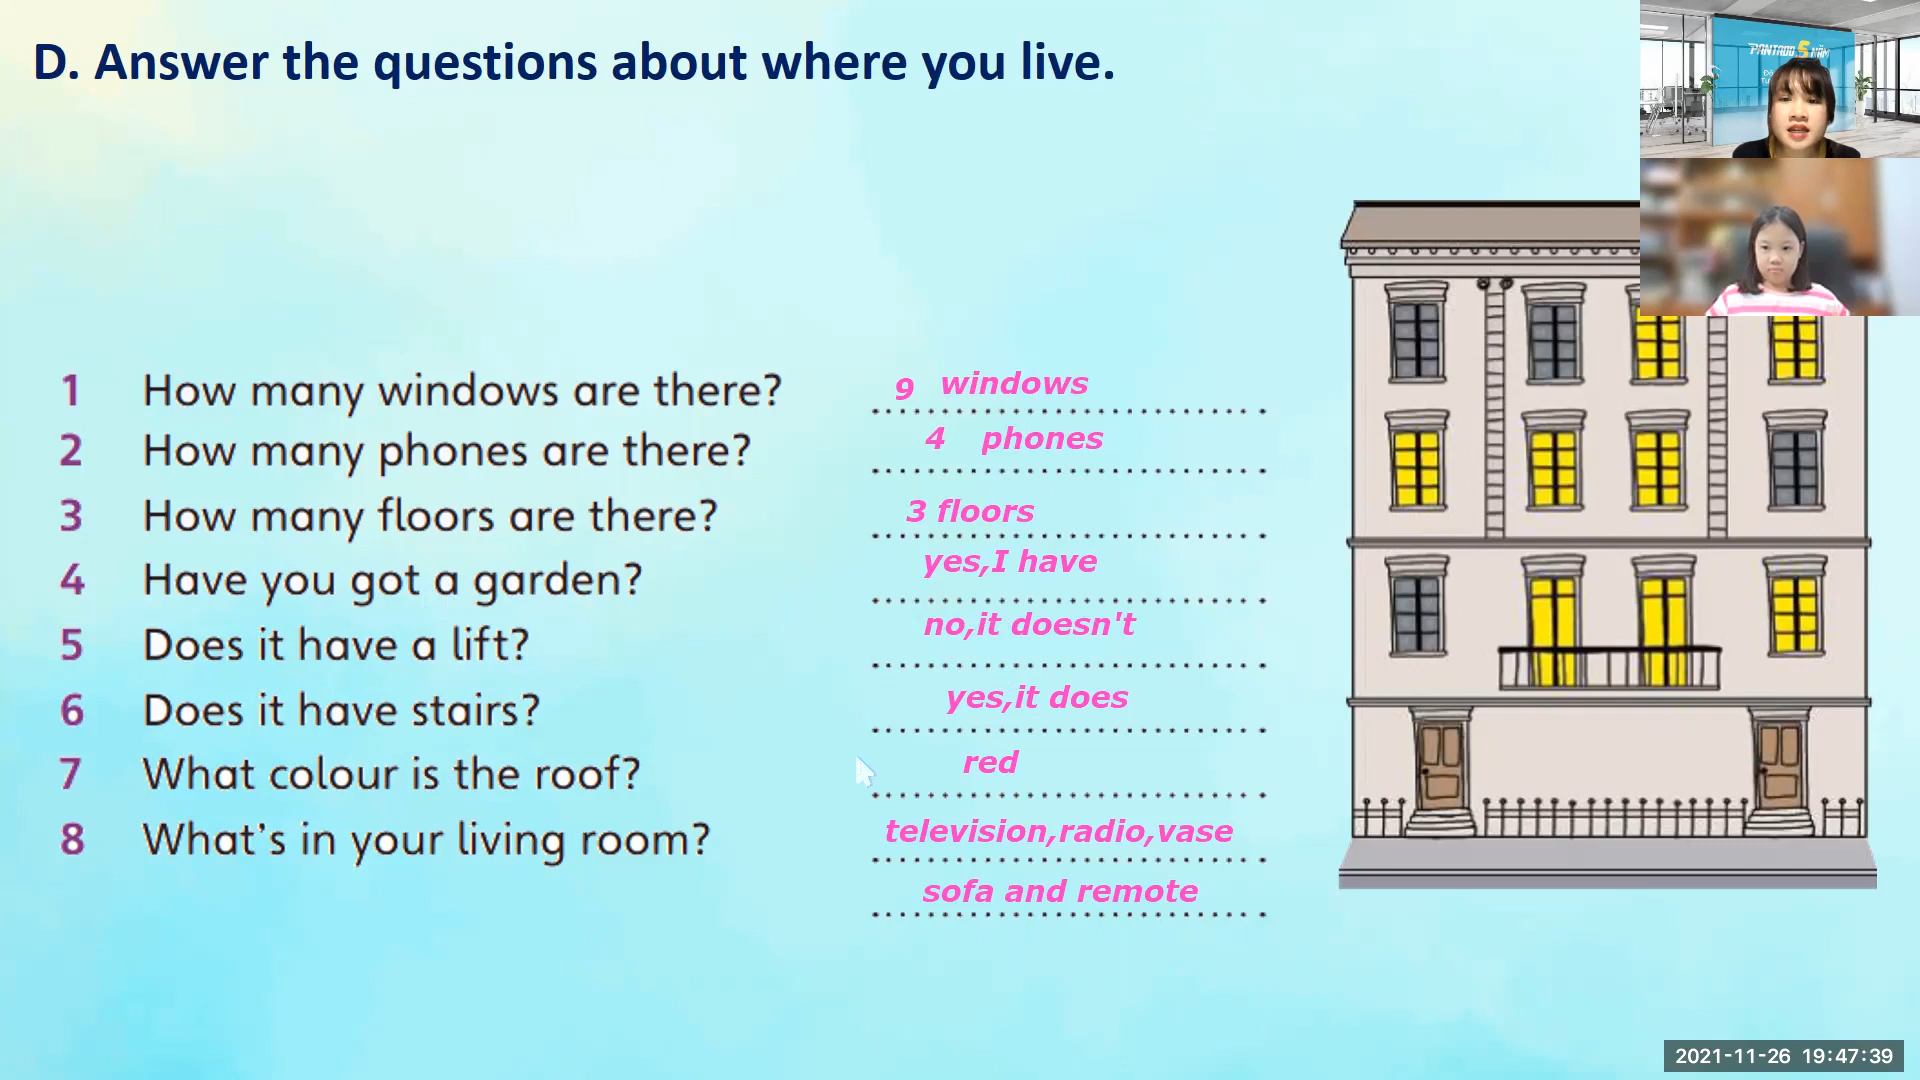 D. Answer the questions about where you live.
PANTADO 5 NĂM
1 How many windows are there? 9 windows
2 How many phones are there? 4 phones
3 How many floors are there? 3 floors
4 Have you got a garden? yes,I have
5 Does it have a lift? no,it doesn't
6 Does it have stairs? yes,it does
7 What colour is the roof? red
8 What's in your living room? television,radio,vase
sofa and remote
2021-11-26 19:47:39